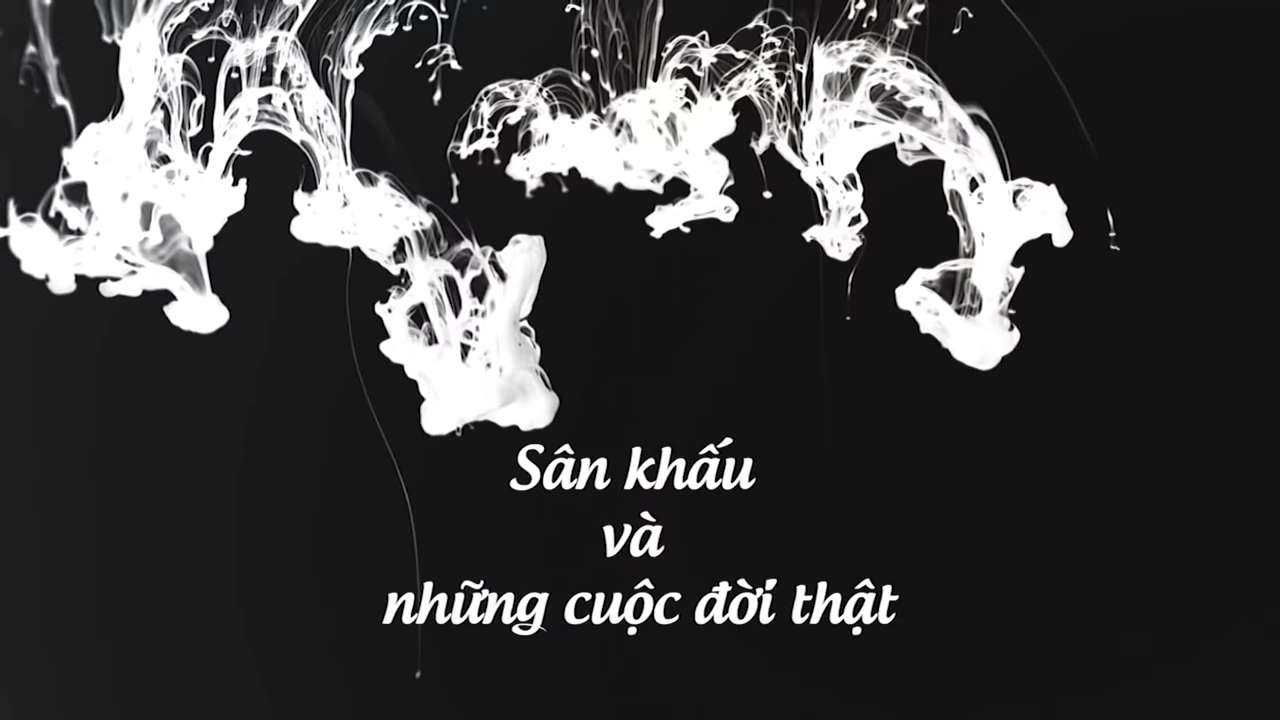 Sân khấu
và
những cuộc đời thật